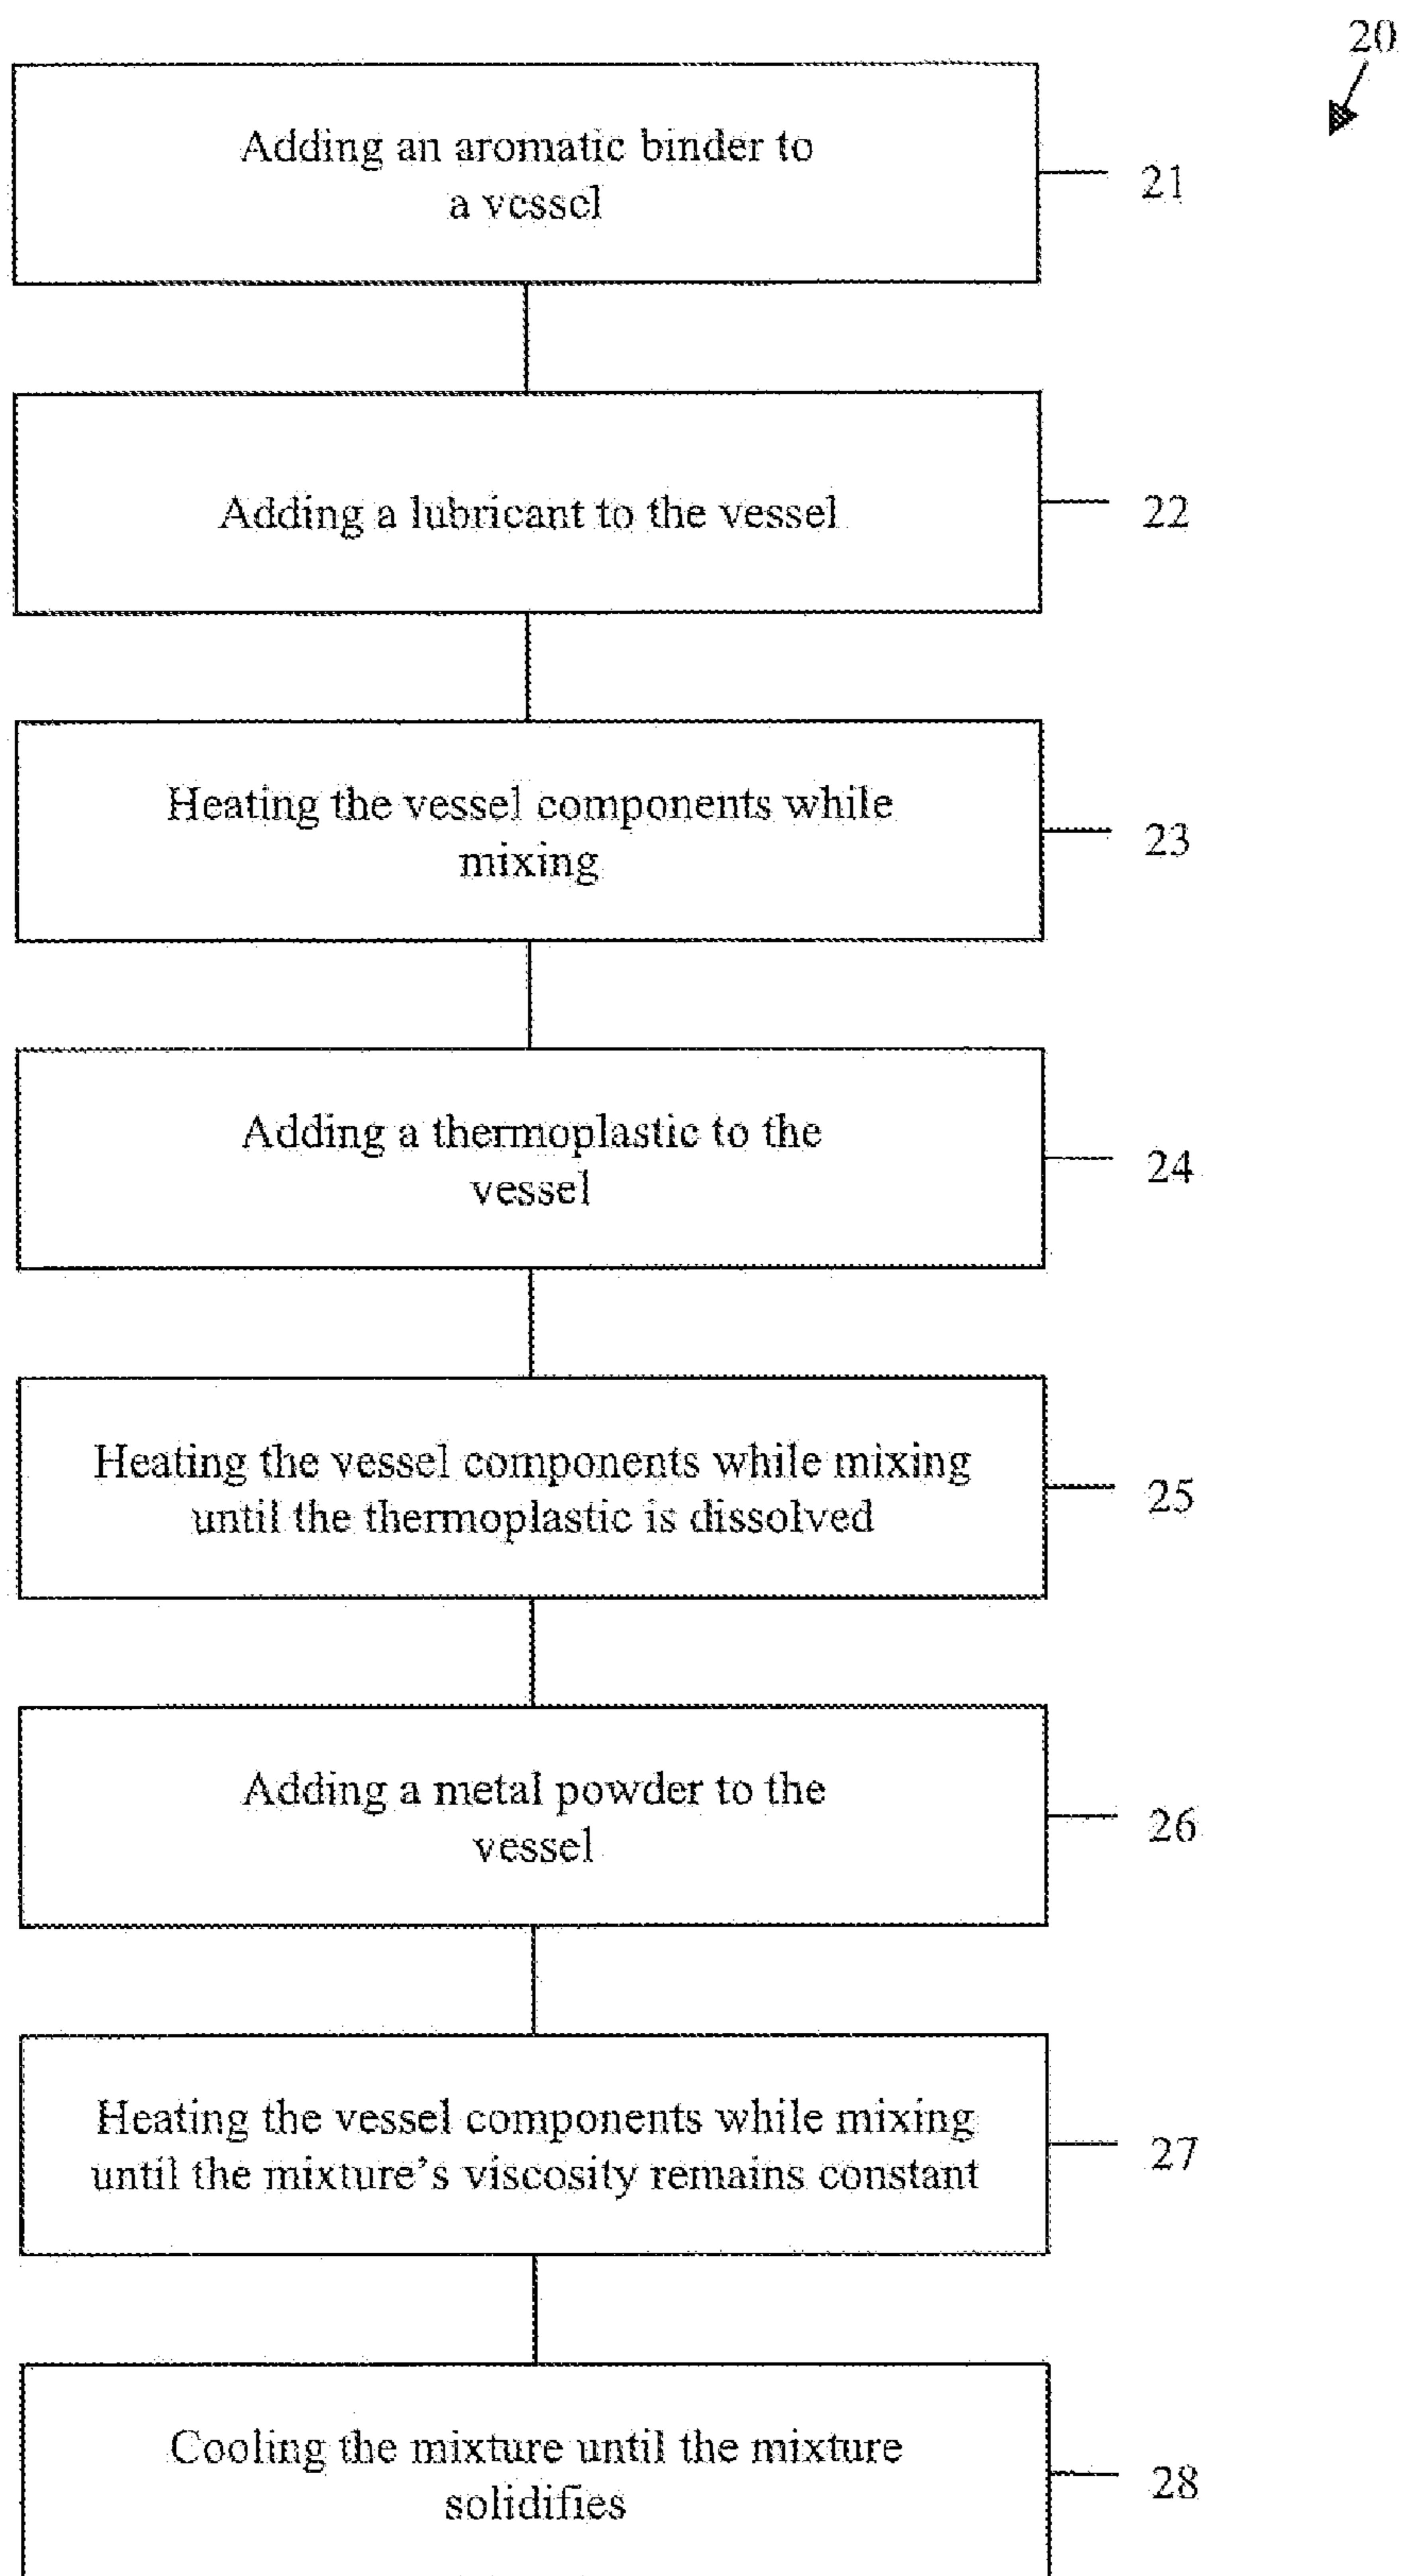 20
Adding an aromatic binder to
a vessel
21
Adding a lubricant to the vessel
22
Heating the vessel components while
mixing
23
Adding a thermoplastic to the
vessel
24
Heating the vessel components while mixing
until the thermoplastic is dissolved
25
Adding a metal powder to the
vessel
26
Heating the vessel components while mixing
until the mixture's viscosity remains constant
27
Cooling the mixture until the mixture
solidifies
28